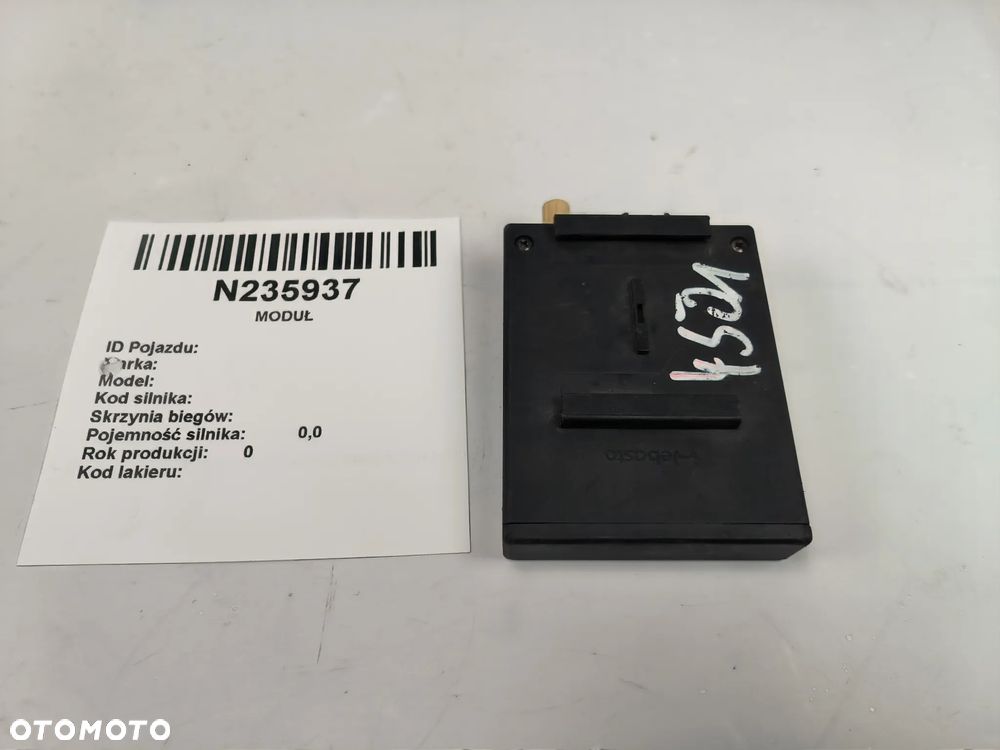 N235937
MODUŁ
ID Pojazdu:
Marka:
Model:
Kod silnika:
Skrzynia biegów:
Pojemność silnika: 0,0
Rok produkcji: 0
Kod lakieru:
webasto
OTOMOTO